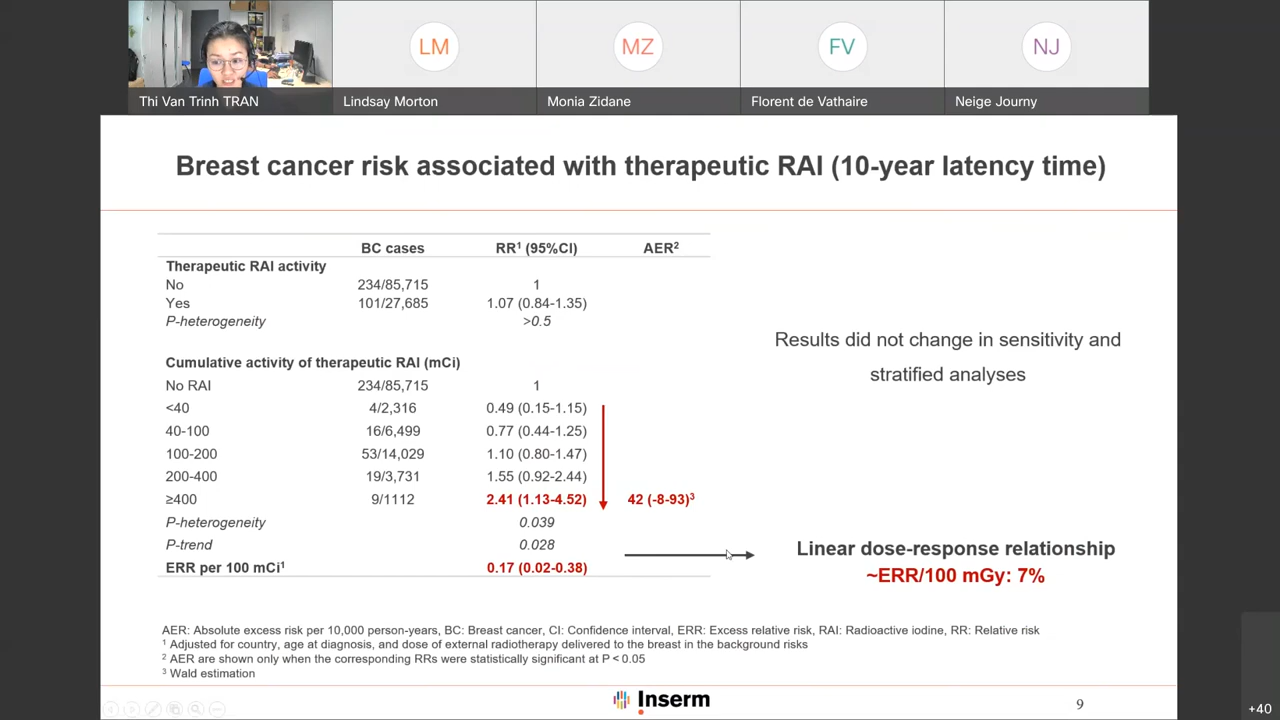 LM
MZ
FV
NJ
Thi Van Trinh TRAN
Lindsay Morton
Monia Zidane
Florent de Vathaire
Neige Journy
Breast cancer risk associated with therapeutic RAI (10-year latency time)
BC cases RR¹ (95%CI) AER²
Therapeutic RAI activity
No 234/85,715 1
Yes 101/27,685 1.07 (0.84-1.35)
P-heterogeneity >0.5
Cumulative activity of therapeutic RAI (mCi)
No RAI 234/85,715 1
<40 4/2,316 0.49 (0.15-1.15)
40-100 16/6,499 0.77 (0.44-1.25)
100-200 53/14,029 1.10 (0.80-1.47)
200-400 19/3,731 1.55 (0.92-2.44)
≥400 9/1112 2.41 (1.13-4.52) 42 (-8-93)³
P-heterogeneity 0.039
P-trend 0.028
ERR per 100 mCi¹ 0.17 (0.02-0.38)
Results did not change in sensitivity and
stratified analyses
Linear dose-response relationship
~ERR/100 mGy: 7%
AER: Absolute excess risk per 10,000 person-years, BC: Breast cancer, CI: Confidence interval, ERR: Excess relative risk, RAI: Radioactive iodine, RR: Relative risk
¹ Adjusted for country, age at diagnosis, and dose of external radiotherapy delivered to the breast in the background risks
² AER are shown only when the corresponding RRs were statistically significant at P < 0.05
³ Wald estimation
Inserm
9
+40